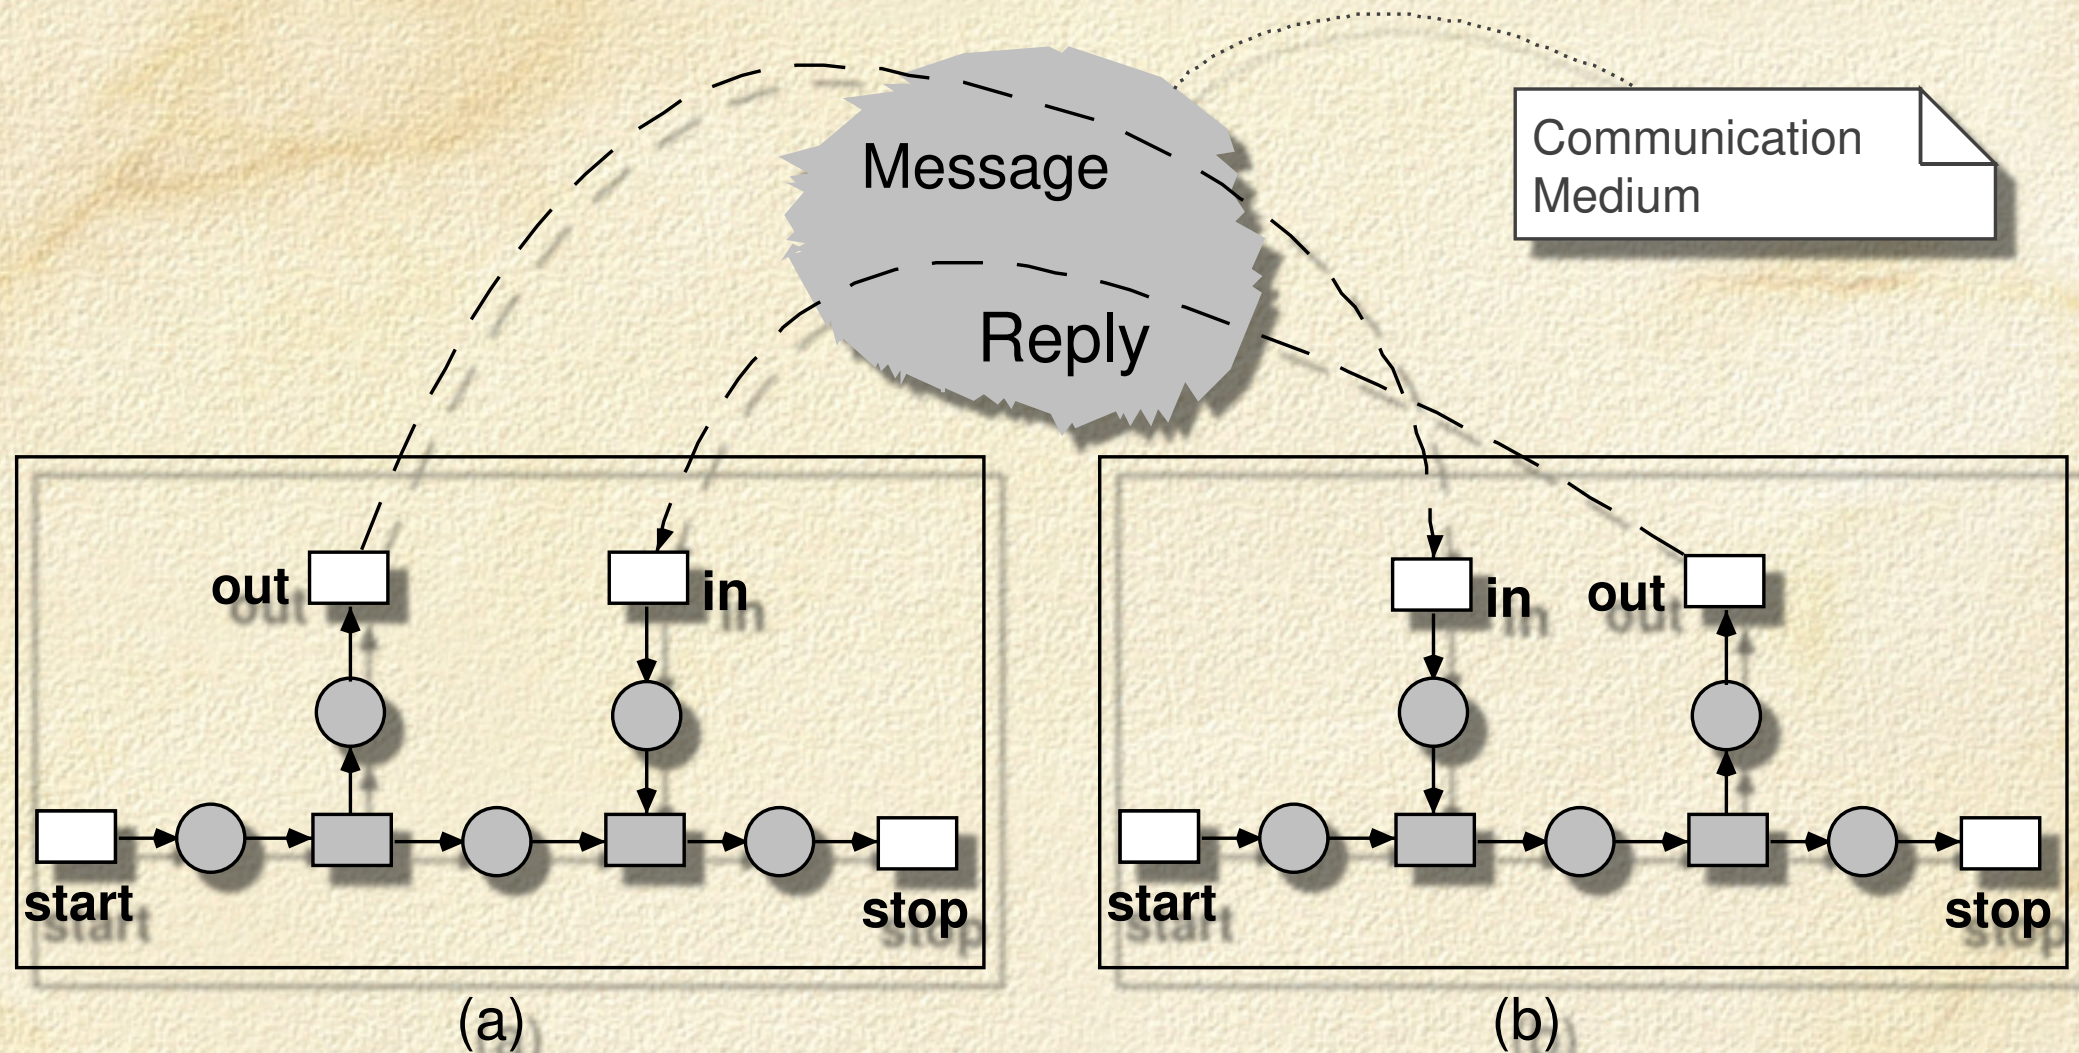 Communication
Medium
Message
Reply
out
in
in
out
start
stop
start
stop
(a)
(b)